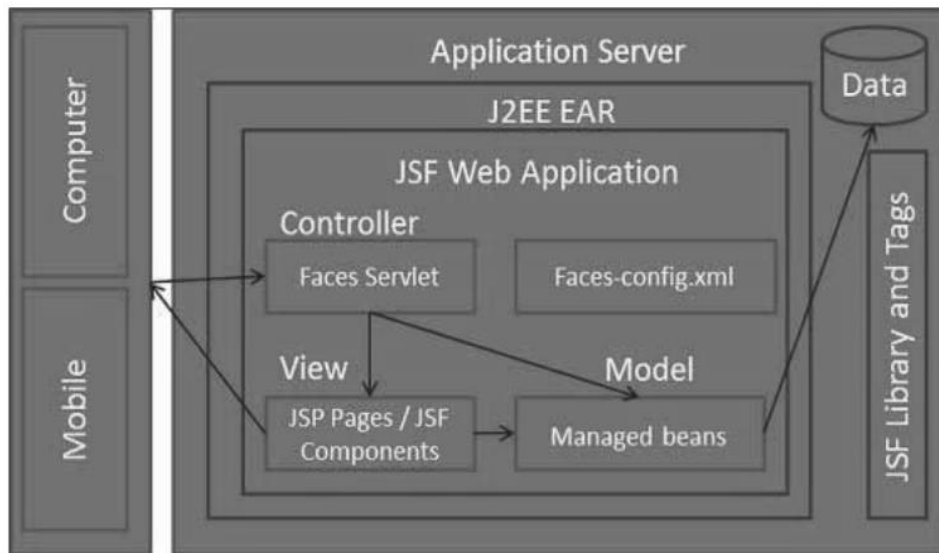 Computer
Mobile
Application Server
Data
J2EE EAR
JSF Web Application
Controller
Faces Servlet
Faces-config.xml
View
Model
JSP Pages / JSF
Components
Managed beans
JSF Library and Tags